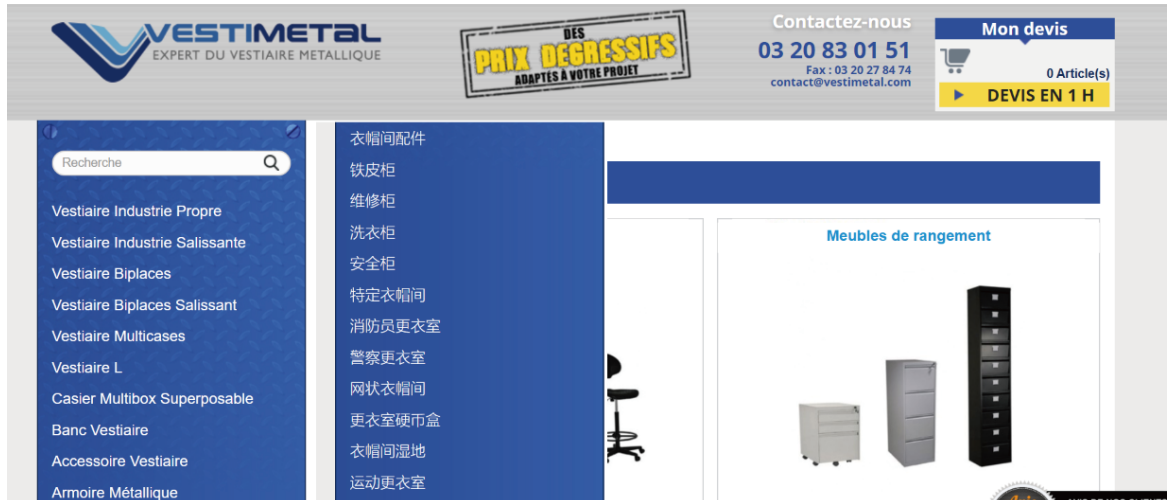 VESTIMETAL
EXPERT DU VESTIAIRE METALLIQUE
DES
PRIX DEGRESSIFS
ADAPTÉS À VOTRE PROJET
Contactez-nous
03 20 83 01 51
Fax : 03 20 27 84 74
contact@vestimetal.com
Mon devis
0 Article(s)
DEVIS EN 1 H
Recherche
Vestiaire Industrie Propre
Vestiaire Industrie Salissante
Vestiaire Biplaces
Vestiaire Biplaces Salissant
Vestiaire Multicases
Vestiaire L
Casier Multibox Superposable
Banc Vestiaire
Accessoire Vestiaire
Armoire Métallique
衣帽间配件
铁皮柜
维修柜
洗衣柜
安全柜
特定衣帽间
消防员更衣室
警察更衣室
网状衣帽间
更衣室硬币盒
衣帽间湿地
运动更衣室
Meubles de rangement